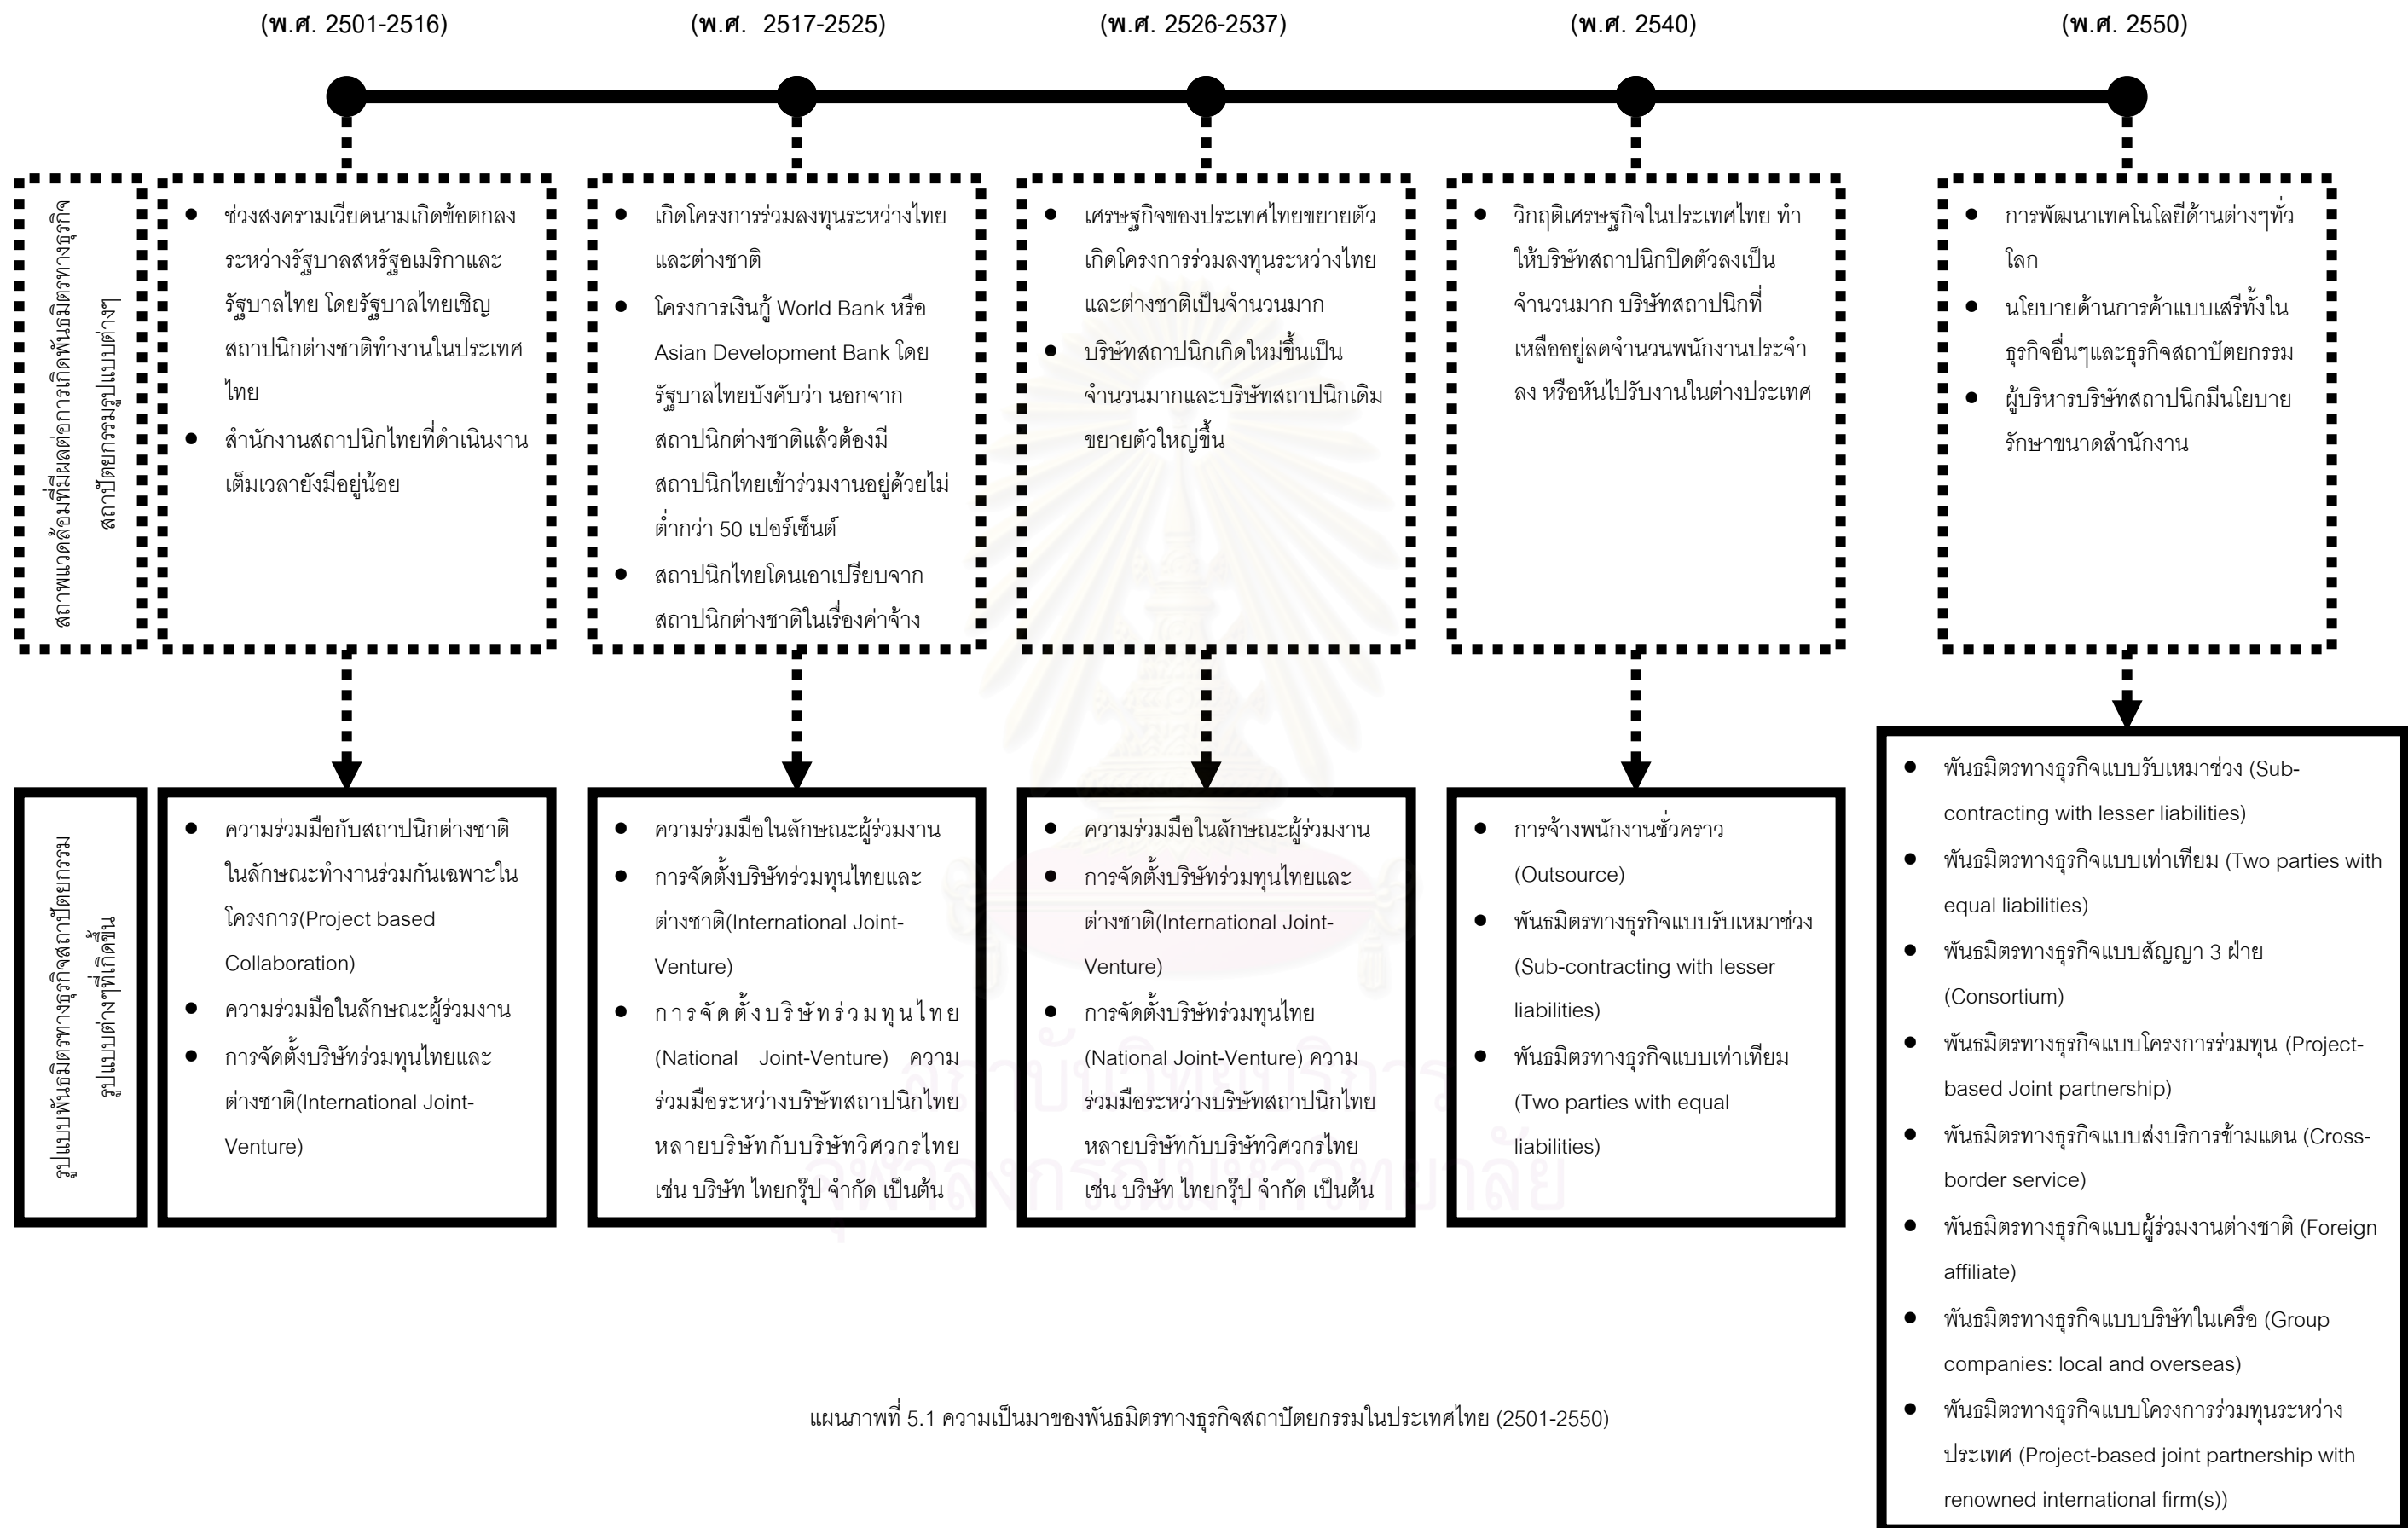 (พ.ศ. 2501-2516)
(พ.ศ. 2517-2525)
(พ.ศ. 2526-2537)
(พ.ศ. 2540)
(พ.ศ. 2550)
สภาพแวดล้อมที่มีผลต่อการเกิดพันธมิตรทางธุรกิจ
สถาปัตยกรรมรูปแบบต่างๆ
● ช่วงสงครามเวียดนามเกิดข้อตกลง
ระหว่างรัฐบาลสหรัฐอเมริกาและ
รัฐบาลไทย โดยรัฐบาลไทยเชิญ
สถาปนิกต่างชาติทำงานในประเทศ
ไทย
● สำนักงานสถาปนิกไทยที่ดำเนินงาน
เต็มเวลายังมีอยู่น้อย
● เกิดโครงการร่วมลงทุนระหว่างไทย
และต่างชาติ
● โครงการเงินกู้ World Bank หรือ
Asian Development Bank โดย
รัฐบาลไทยบังคับว่า นอกจาก
สถาปนิกต่างชาติแล้วต้องมี
สถาปนิกไทยเข้าร่วมงานอยู่ด้วยไม่
ต่ำกว่า 50 เปอร์เซ็นต์
● สถาปนิกไทยโดนเอาเปรียบจาก
สถาปนิกต่างชาติในเรื่องค่าจ้าง
● เศรษฐกิจของประเทศไทยขยายตัว
เกิดโครงการร่วมลงทุนระหว่างไทย
และต่างชาติเป็นจำนวนมาก
● บริษัทสถาปนิกเกิดใหม่ขึ้นเป็น
จำนวนมากและบริษัทสถาปนิกเดิม
ขยายตัวใหญ่ขึ้น
● วิกฤติเศรษฐกิจในประเทศไทย ทำ
ให้บริษัทสถาปนิกปิดตัวลงเป็น
จำนวนมาก บริษัทสถาปนิกที่
เหลืออยู่ลดจำนวนพนักงานประจำ
ลง หรือหันไปรับงานในต่างประเทศ
● การพัฒนาเทคโนโลยีด้านต่างๆทั่ว
โลก
● นโยบายด้านการค้าแบบเสรีทั้งใน
ธุรกิจอื่นๆและธุรกิจสถาปัตยกรรม
● ผู้บริหารบริษัทสถาปนิกมีนโยบาย
รักษาขนาดสำนักงาน
รูปแบบพันธมิตรทางธุรกิจสถาปัตยกรรม
รูปแบบต่างๆที่เกิดขึ้น
● ความร่วมมือกับสถาปนิกต่างชาติ
ในลักษณะทำงานร่วมกันเฉพาะใน
โครงการ(Project based
Collaboration)
● ความร่วมมือในลักษณะผู้ร่วมงาน
● การจัดตั้งบริษัทร่วมทุนไทยและ
ต่างชาติ(International Joint-
Venture)
● ความร่วมมือในลักษณะผู้ร่วมงาน
● การจัดตั้งบริษัทร่วมทุนไทยและ
ต่างชาติ(International Joint-
Venture)
● การจัดตั้งบริษัทร่วมทุนไทย
(National Joint-Venture) ความ
ร่วมมือระหว่างบริษัทสถาปนิกไทย
หลายบริษัทกับบริษัทวิศวกรไทย
เช่น บริษัท ไทยกรุ๊ป จำกัด เป็นต้น
● ความร่วมมือในลักษณะผู้ร่วมงาน
● การจัดตั้งบริษัทร่วมทุนไทยและ
ต่างชาติ(International Joint-
Venture)
● การจัดตั้งบริษัทร่วมทุนไทย
(National Joint-Venture) ความ
ร่วมมือระหว่างบริษัทสถาปนิกไทย
หลายบริษัทกับบริษัทวิศวกรไทย
เช่น บริษัท ไทยกรุ๊ป จำกัด เป็นต้น
● การจ้างพนักงานชั่วคราว
(Outsource)
● พันธมิตรทางธุรกิจแบบรับเหมาช่วง
(Sub-contracting with lesser
liabilities)
● พันธมิตรทางธุรกิจแบบเท่าเทียม
(Two parties with equal
liabilities)
● พันธมิตรทางธุรกิจแบบรับเหมาช่วง (Sub-
contracting with lesser liabilities)
● พันธมิตรทางธุรกิจแบบเท่าเทียม (Two parties with
equal liabilities)
● พันธมิตรทางธุรกิจแบบสัญญา 3 ฝ่าย
(Consortium)
● พันธมิตรทางธุรกิจแบบโครงการร่วมทุน (Project-
based Joint partnership)
● พันธมิตรทางธุรกิจแบบส่งบริการข้ามแดน (Cross-
border service)
● พันธมิตรทางธุรกิจแบบผู้ร่วมงานต่างชาติ (Foreign
affiliate)
● พันธมิตรทางธุรกิจแบบบริษัทในเครือ (Group
companies: local and overseas)
● พันธมิตรทางธุรกิจแบบโครงการร่วมทุนระหว่าง
ประเทศ (Project-based joint partnership with
renowned international firm(s))
สถาบันวิทยบริการ
จุฬาลงกรณ์มหาวิทยาลัย
แผนภาพที่ 5.1 ความเป็นมาของพันธมิตรทางธุรกิจสถาปัตยกรรมในประเทศไทย (2501-2550)